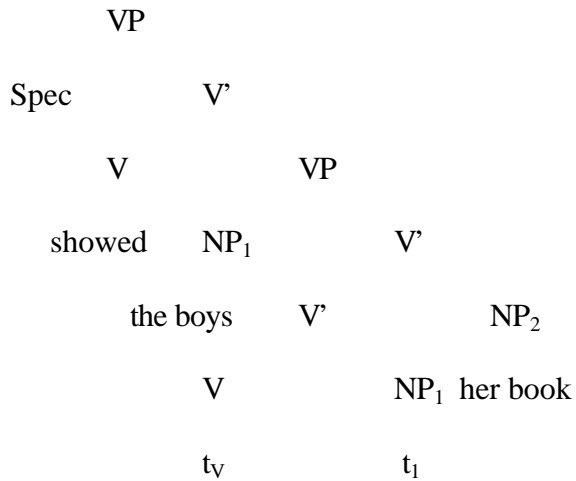 VP
Spec V’
V VP
showed NP₁ V’
the boys V’ NP₂
V NP₁ her book
tᵥ t₁